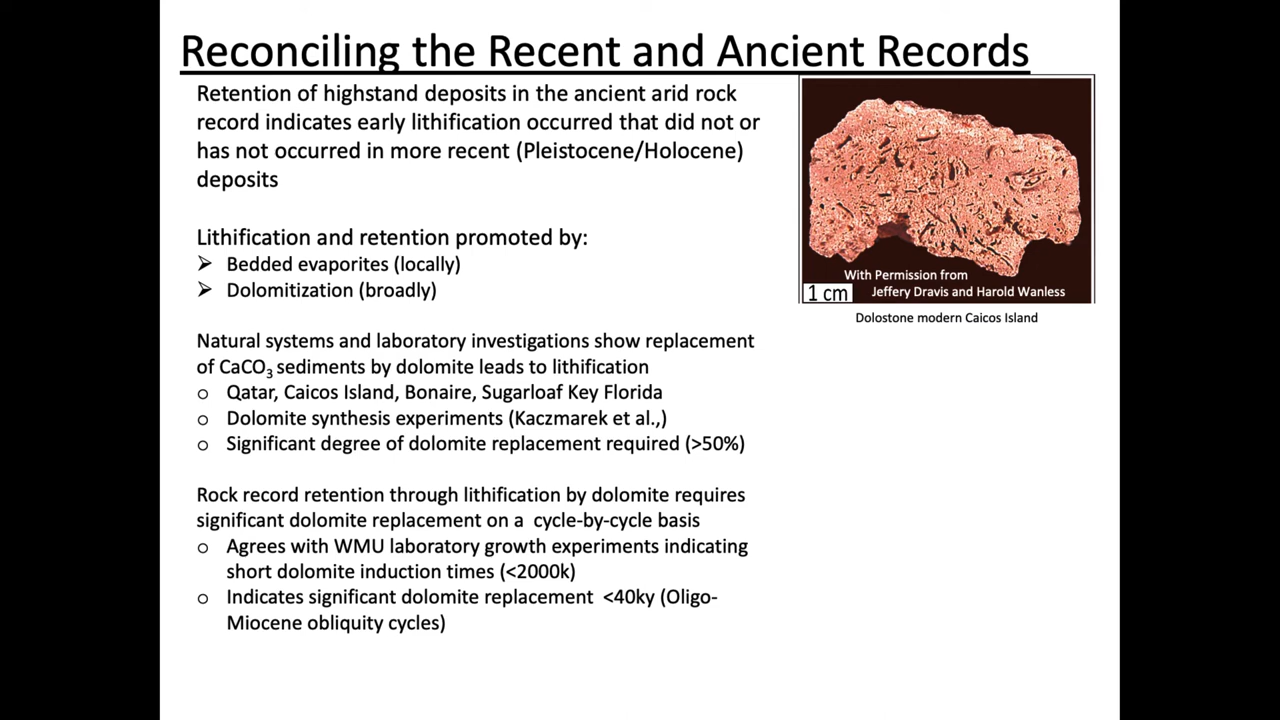 Reconciling the Recent and Ancient Records
Retention of highstand deposits in the ancient arid rock
record indicates early lithification occurred that did not or
has not occurred in more recent (Pleistocene/Holocene)
deposits
Lithification and retention promoted by:
➢ Bedded evaporites (locally)
➢ Dolomitization (broadly)
Natural systems and laboratory investigations show replacement
of CaCO₃ sediments by dolomite leads to lithification
o Qatar, Caicos Island, Bonaire, Sugarloaf Key Florida
o Dolomite synthesis experiments (Kaczmarek et al.,)
o Significant degree of dolomite replacement required (>50%)
Rock record retention through lithification by dolomite requires
significant dolomite replacement on a cycle-by-cycle basis
o Agrees with WMU laboratory growth experiments indicating
short dolomite induction times (<2000k)
o Indicates significant dolomite replacement <40ky (Oligo-
Miocene obliquity cycles)
With Permission from
Jeffery Dravis and Harold Wanless
1 cm
Dolostone modern Caicos Island